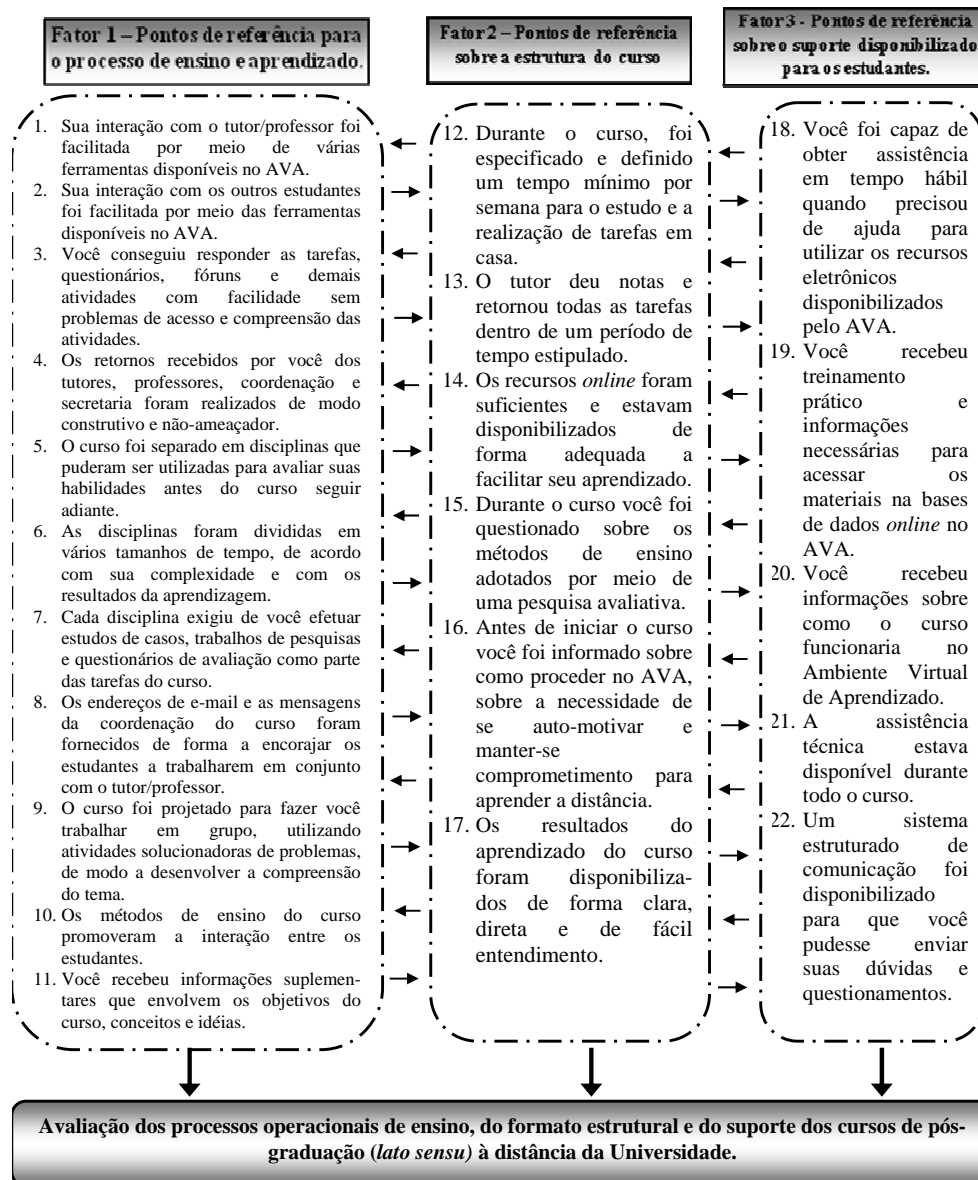 Fator 1 – Pontos de referência para
o processo de ensino e aprendizado.
1. Sua interação com o tutor/professor foi
facilitada por meio de várias
ferramentas disponíveis no AVA.
2. Sua interação com os outros estudantes
foi facilitada por meio das ferramentas
disponíveis no AVA.
3. Você conseguiu responder as tarefas,
questionários, fóruns e demais
atividades com facilidade sem
problemas de acesso e compreensão das
atividades.
4. Os retornos recebidos por você dos
tutores, professores, coordenação e
secretaria foram realizados de modo
construtivo e não-ameaçador.
5. O curso foi separado em disciplinas que
puderam ser utilizadas para avaliar suas
habilidades antes do curso seguir
adiante.
6. As disciplinas foram divididas em
vários tamanhos de tempo, de acordo
com sua complexidade e com os
resultados da aprendizagem.
7. Cada disciplina exigiu de você efetuar
estudos de casos, trabalhos de pesquisas
e questionários de avaliação como parte
das tarefas do curso.
8. Os endereços de e-mail e as mensagens
da coordenação do curso foram
fornecidos de forma a encorajar os
estudantes a trabalharem em conjunto
com o tutor/professor.
9. O curso foi projetado para fazer você
trabalhar em grupo, utilizando
atividades solucionadoras de problemas,
de modo a desenvolver a compreensão
do tema.
10. Os métodos de ensino do curso
promoveram a interação entre os
estudantes.
11. Você recebeu informações suplemen-
tares que envolvem os objetivos do
curso, conceitos e idéias.
Fator 2 – Pontos de referência
sobre a estrutura do curso
12. Durante o curso, foi
especificado e definido
um tempo mínimo por
semana para o estudo e a
realização de tarefas em
casa.
13. O tutor deu notas e
retornou todas as tarefas
dentro de um período de
tempo estipulado.
14. Os recursos online foram
suficientes e estavam
disponibilizados de
forma adequada a
facilitar seu aprendizado.
15. Durante o curso você foi
questionado sobre os
métodos de ensino
adotados por meio de
uma pesquisa avaliativa.
16. Antes de iniciar o curso
você foi informado sobre
como proceder no AVA,
sobre a necessidade de
se auto-motivar e
manter-se
comprometimento para
aprender a distância.
17. Os resultados do
aprendizado do curso
foram disponibiliza-
dos de forma clara,
direta e de fácil
entendimento.
Fator 3 - Pontos de referência
sobre o suporte disponibilizado
para os estudantes.
18. Você foi capaz de
obter assistência
em tempo hábil
quando precisou
de ajuda para
utilizar os recursos
eletrônicos
disponibilizados
pelo AVA.
19. Você recebeu
treinamento
prático e
informações
necessárias para
acessar os
materiais na bases
de dados online no
AVA.
20. Você recebeu
informações sobre
como o curso
funcionaria no
Ambiente Virtual
de Aprendizado.
21. A assistência
técnica estava
disponível durante
todo o curso.
22. Um sistema
estruturado de
comunicação foi
disponibilizado
para que você
pudesse enviar
suas dúvidas e
questionamentos.
Avaliação dos processos operacionais de ensino, do formato estrutural e do suporte dos cursos de pós-
graduação (lato sensu) à distância da Universidade.